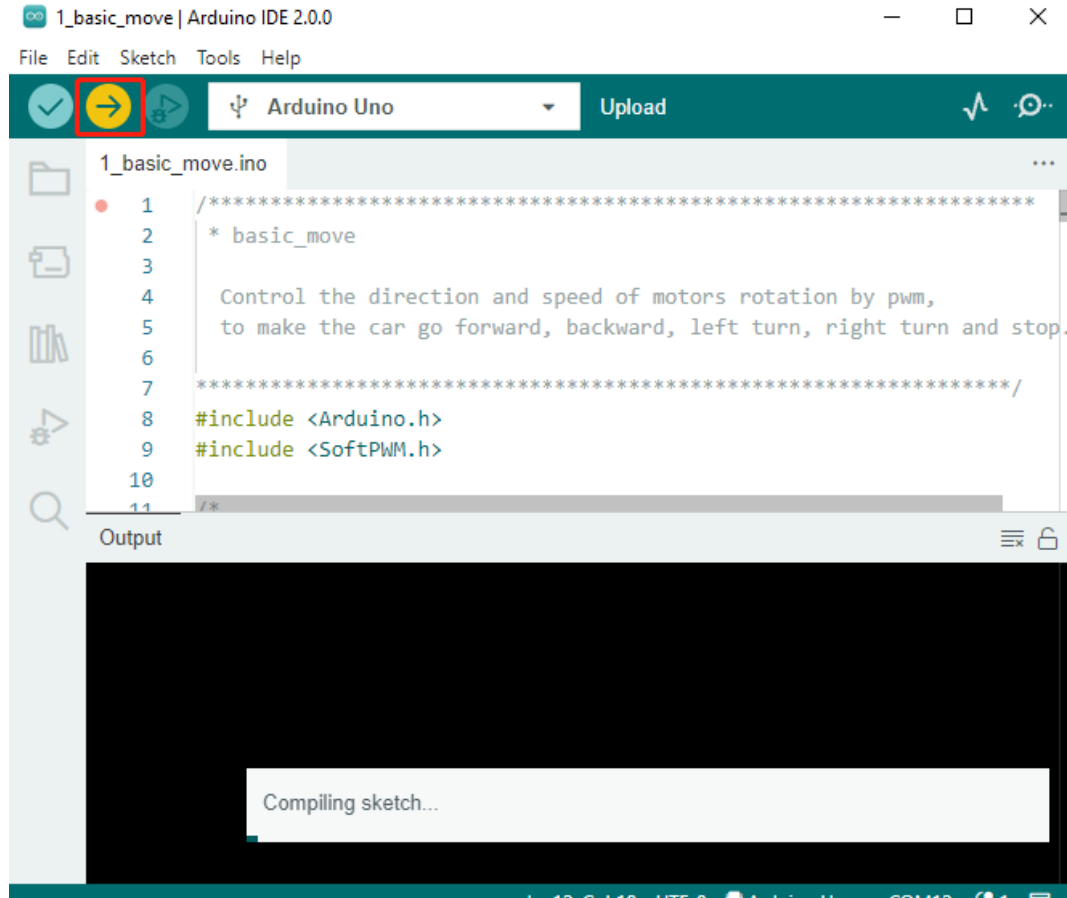 1_basic_move | Arduino IDE 2.0.0
File Edit Sketch Tools Help
Arduino Uno Upload
1_basic_move.ino
1 /*******************************************************************
2 * basic_move
3
4 Control the direction and speed of motors rotation by pwm,
5 to make the car go forward, backward, left turn, right turn and stop.
6
7 ******************************************************************/
8 #include <Arduino.h>
9 #include <SoftPWM.h>
10
11 /*
Output
Compiling sketch...